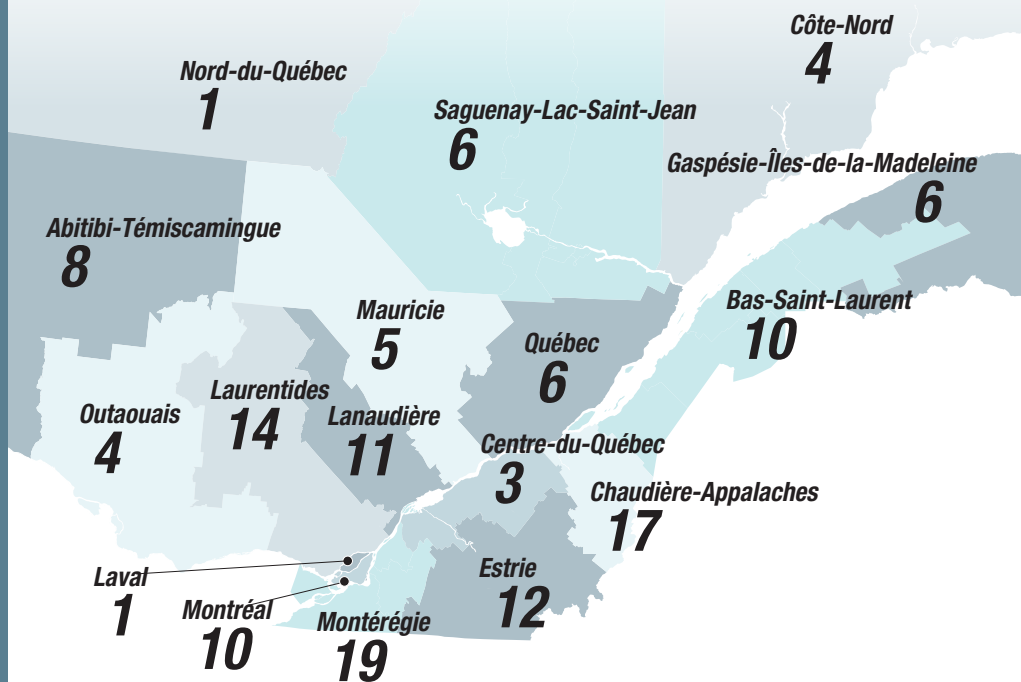 Côte-Nord
4
Nord-du-Québec
1
Saguenay-Lac-Saint-Jean
6
Gaspésie-Îles-de-la-Madeleine
6
Abitibi-Témiscamingue
8
Bas-Saint-Laurent
10
Mauricie
5
Québec
6
Laurentides
14
Outaouais
4
Lanaudière
11
Centre-du-Québec
3
Chaudière-Appalaches
17
Estrie
12
Laval
1
Montréal
10
Montérégie
19